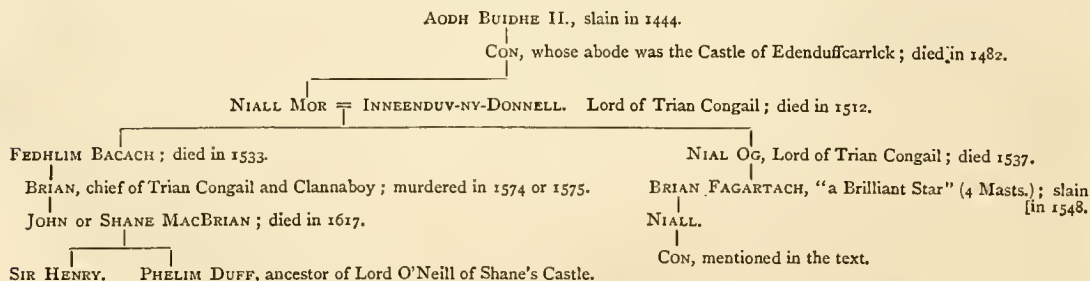 AODH BUIDHE II., slain in 1444.
CON, whose abode was the Castle of Edenduffcarrick; died in 1482.
NIALL MOR = INNEENDUV-NY-DONNELL. Lord of Trian Congail; died in 1512.
FEDHLIM BACACH; died in 1533. NIAL OG, Lord of Trian Congail; died 1537.
BRIAN, chief of Trian Congail and Clannaboy; murdered in 1574 or 1575. BRIAN FAGARTACH, "a Brilliant Star" (4 Masts.); slain
[in 1548.
JOHN or SHANE MACBRIAN; died in 1617. NIALL.
CON, mentioned in the text.
SIR HENRY. PHELIM DUFF, ancestor of Lord O'Neill of Shane's Castle.